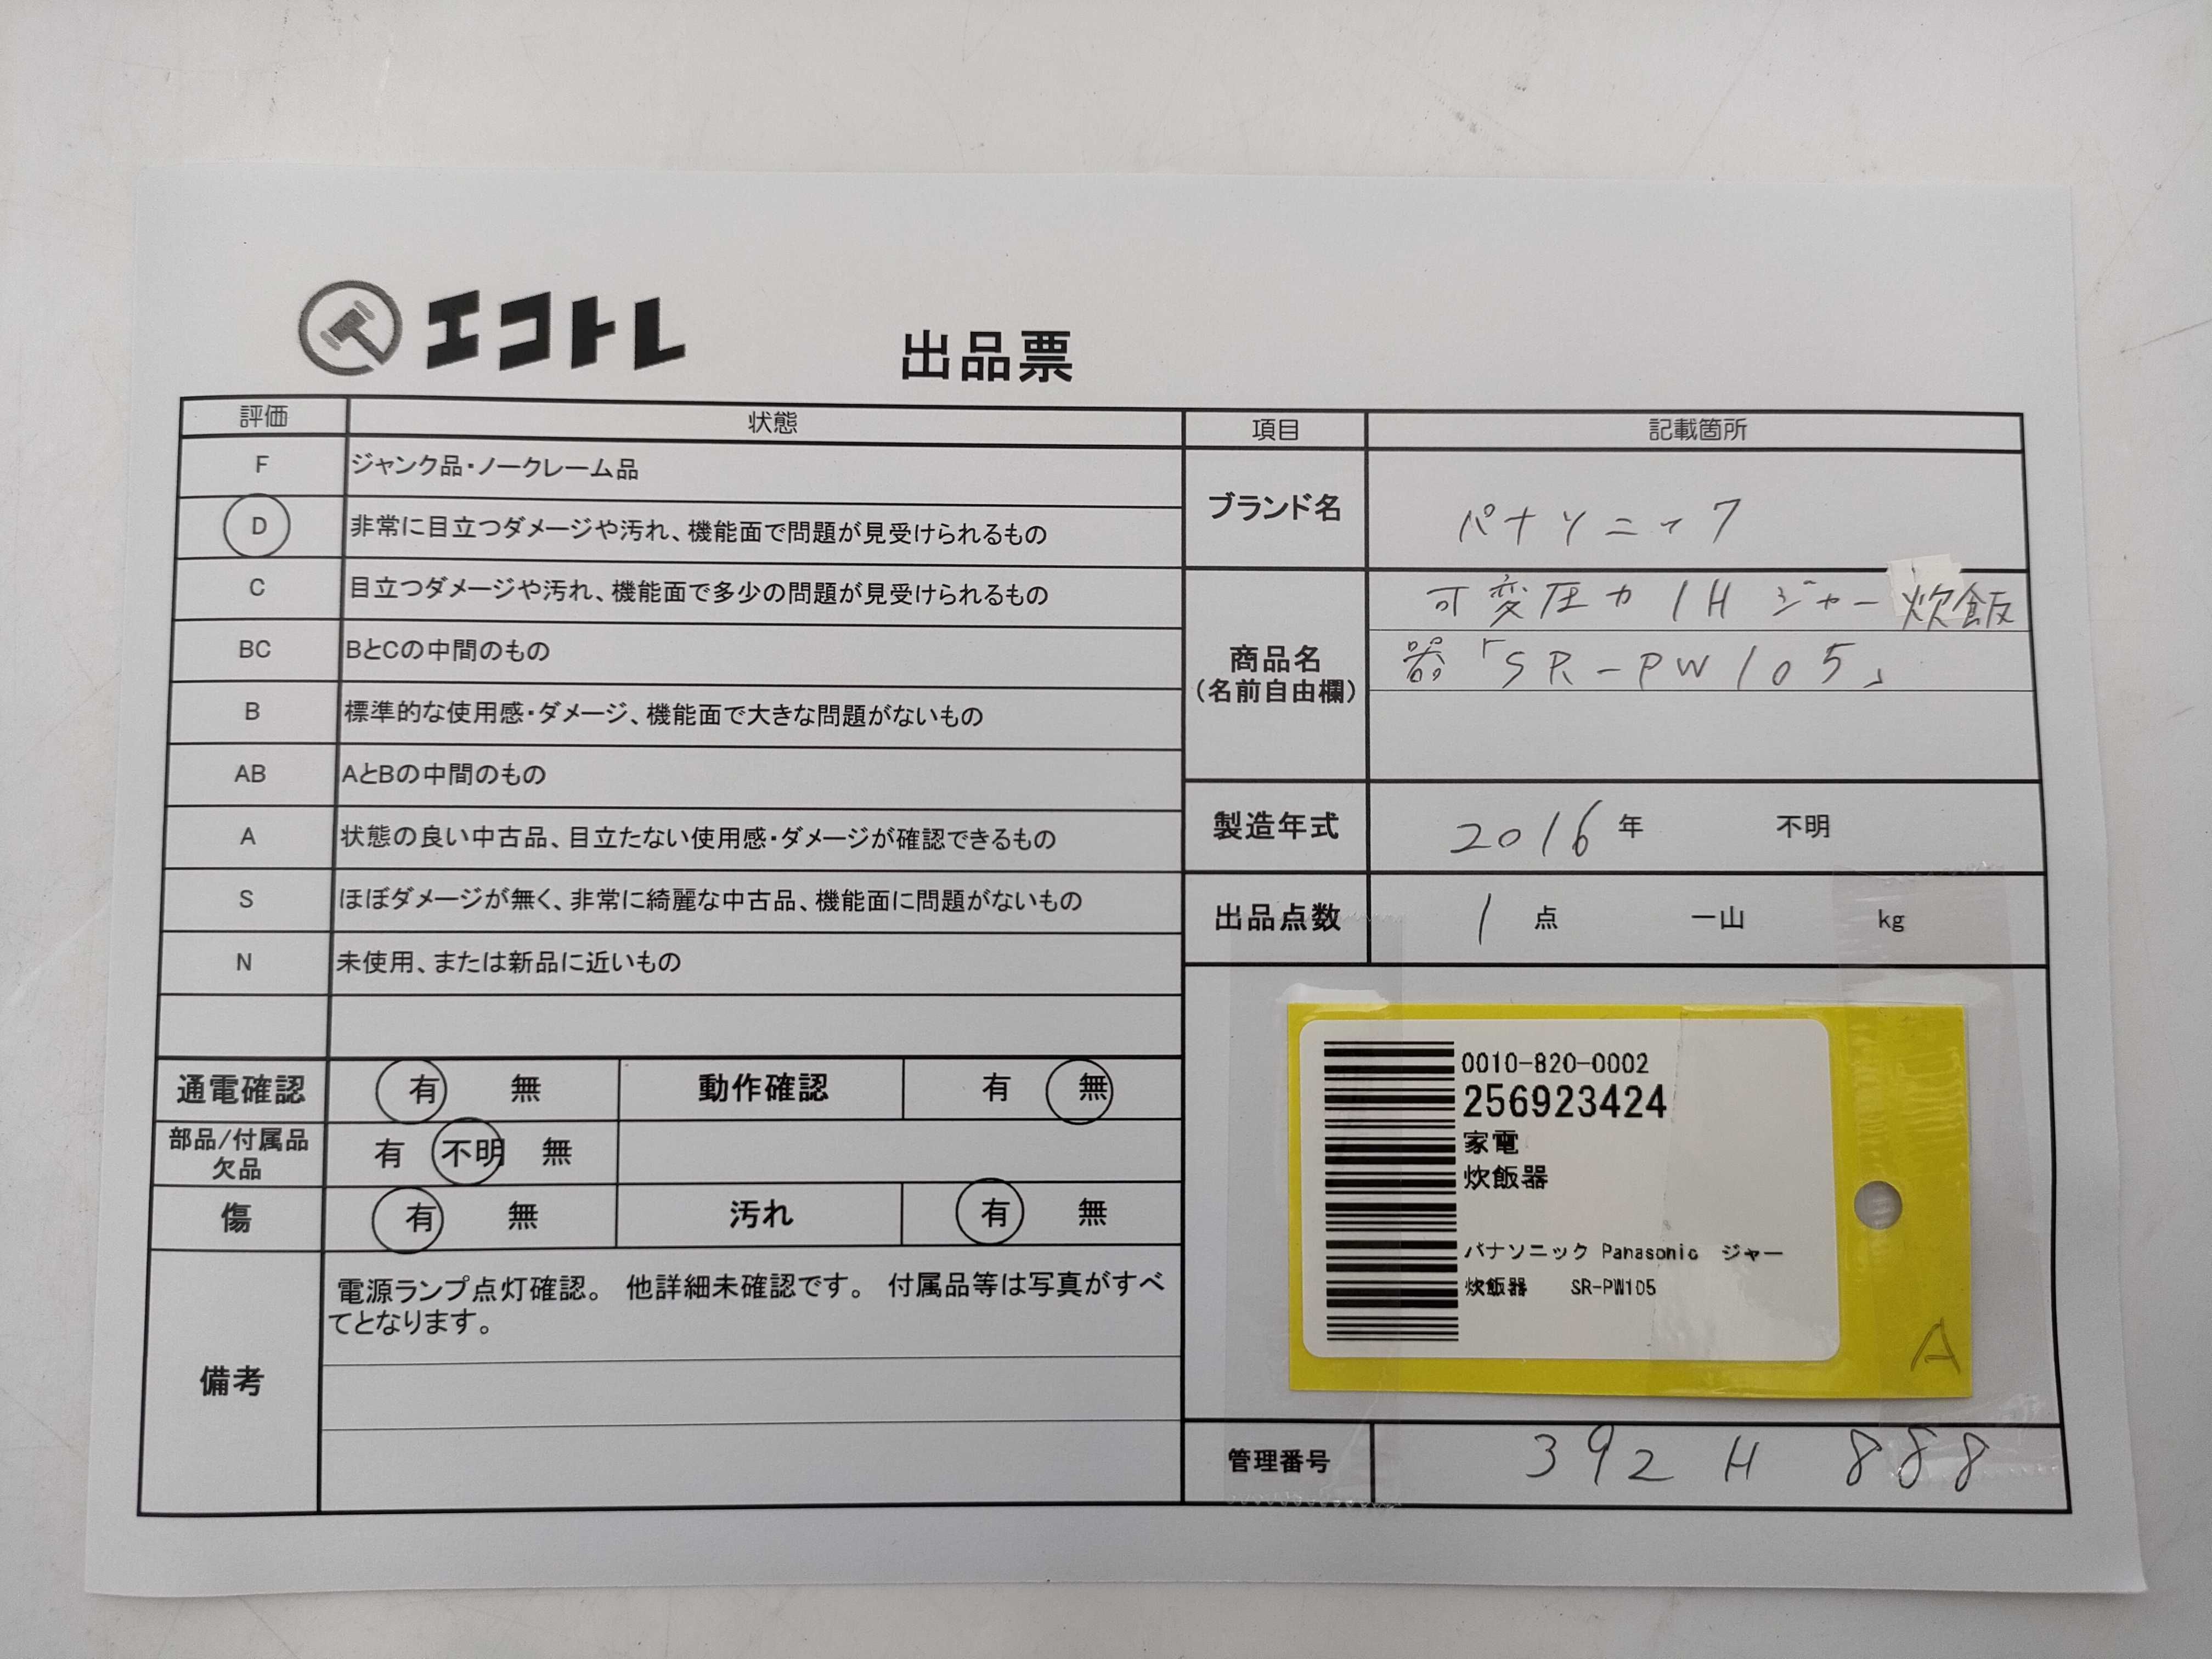 エコトレ
出品票
評価 状態
F ジャンク品・ノークレーム品
D 非常に目立つダメージや汚れ、機能面で問題が見受けられるもの
C 目立つダメージや汚れ、機能面で多少の問題が見受けられるもの
BC BとCの中間のもの
B 標準的な使用感・ダメージ、機能面で大きな問題がないもの
AB AとBの中間のもの
A 状態の良い中古品、目立たない使用感・ダメージが確認できるもの
S ほぼダメージが無く、非常に綺麗な中古品、機能面に問題がないもの
N 未使用、または新品に近いもの
通電確認 有 無 動作確認 有 無
部品/付属品
欠品
有 不明 無
傷 有 無 汚れ 有 無
備考
電源ランプ点灯確認。 他詳細未確認です。 付属品等は写真がすべ
てとなります。
項目 記載箇所
ブランド名 パナソニック
商品名
(名前自由欄)
可変圧力IHジャー炊飯
器「SR-PW105」
製造年式 2016 年 不明
出品点数 1 点 一山 kg
0010-820-0002
256923424
家電
炊飯器
パナソニック Panasonic ジャー
炊飯器 SR-PW105
A
管理番号 392 H 888